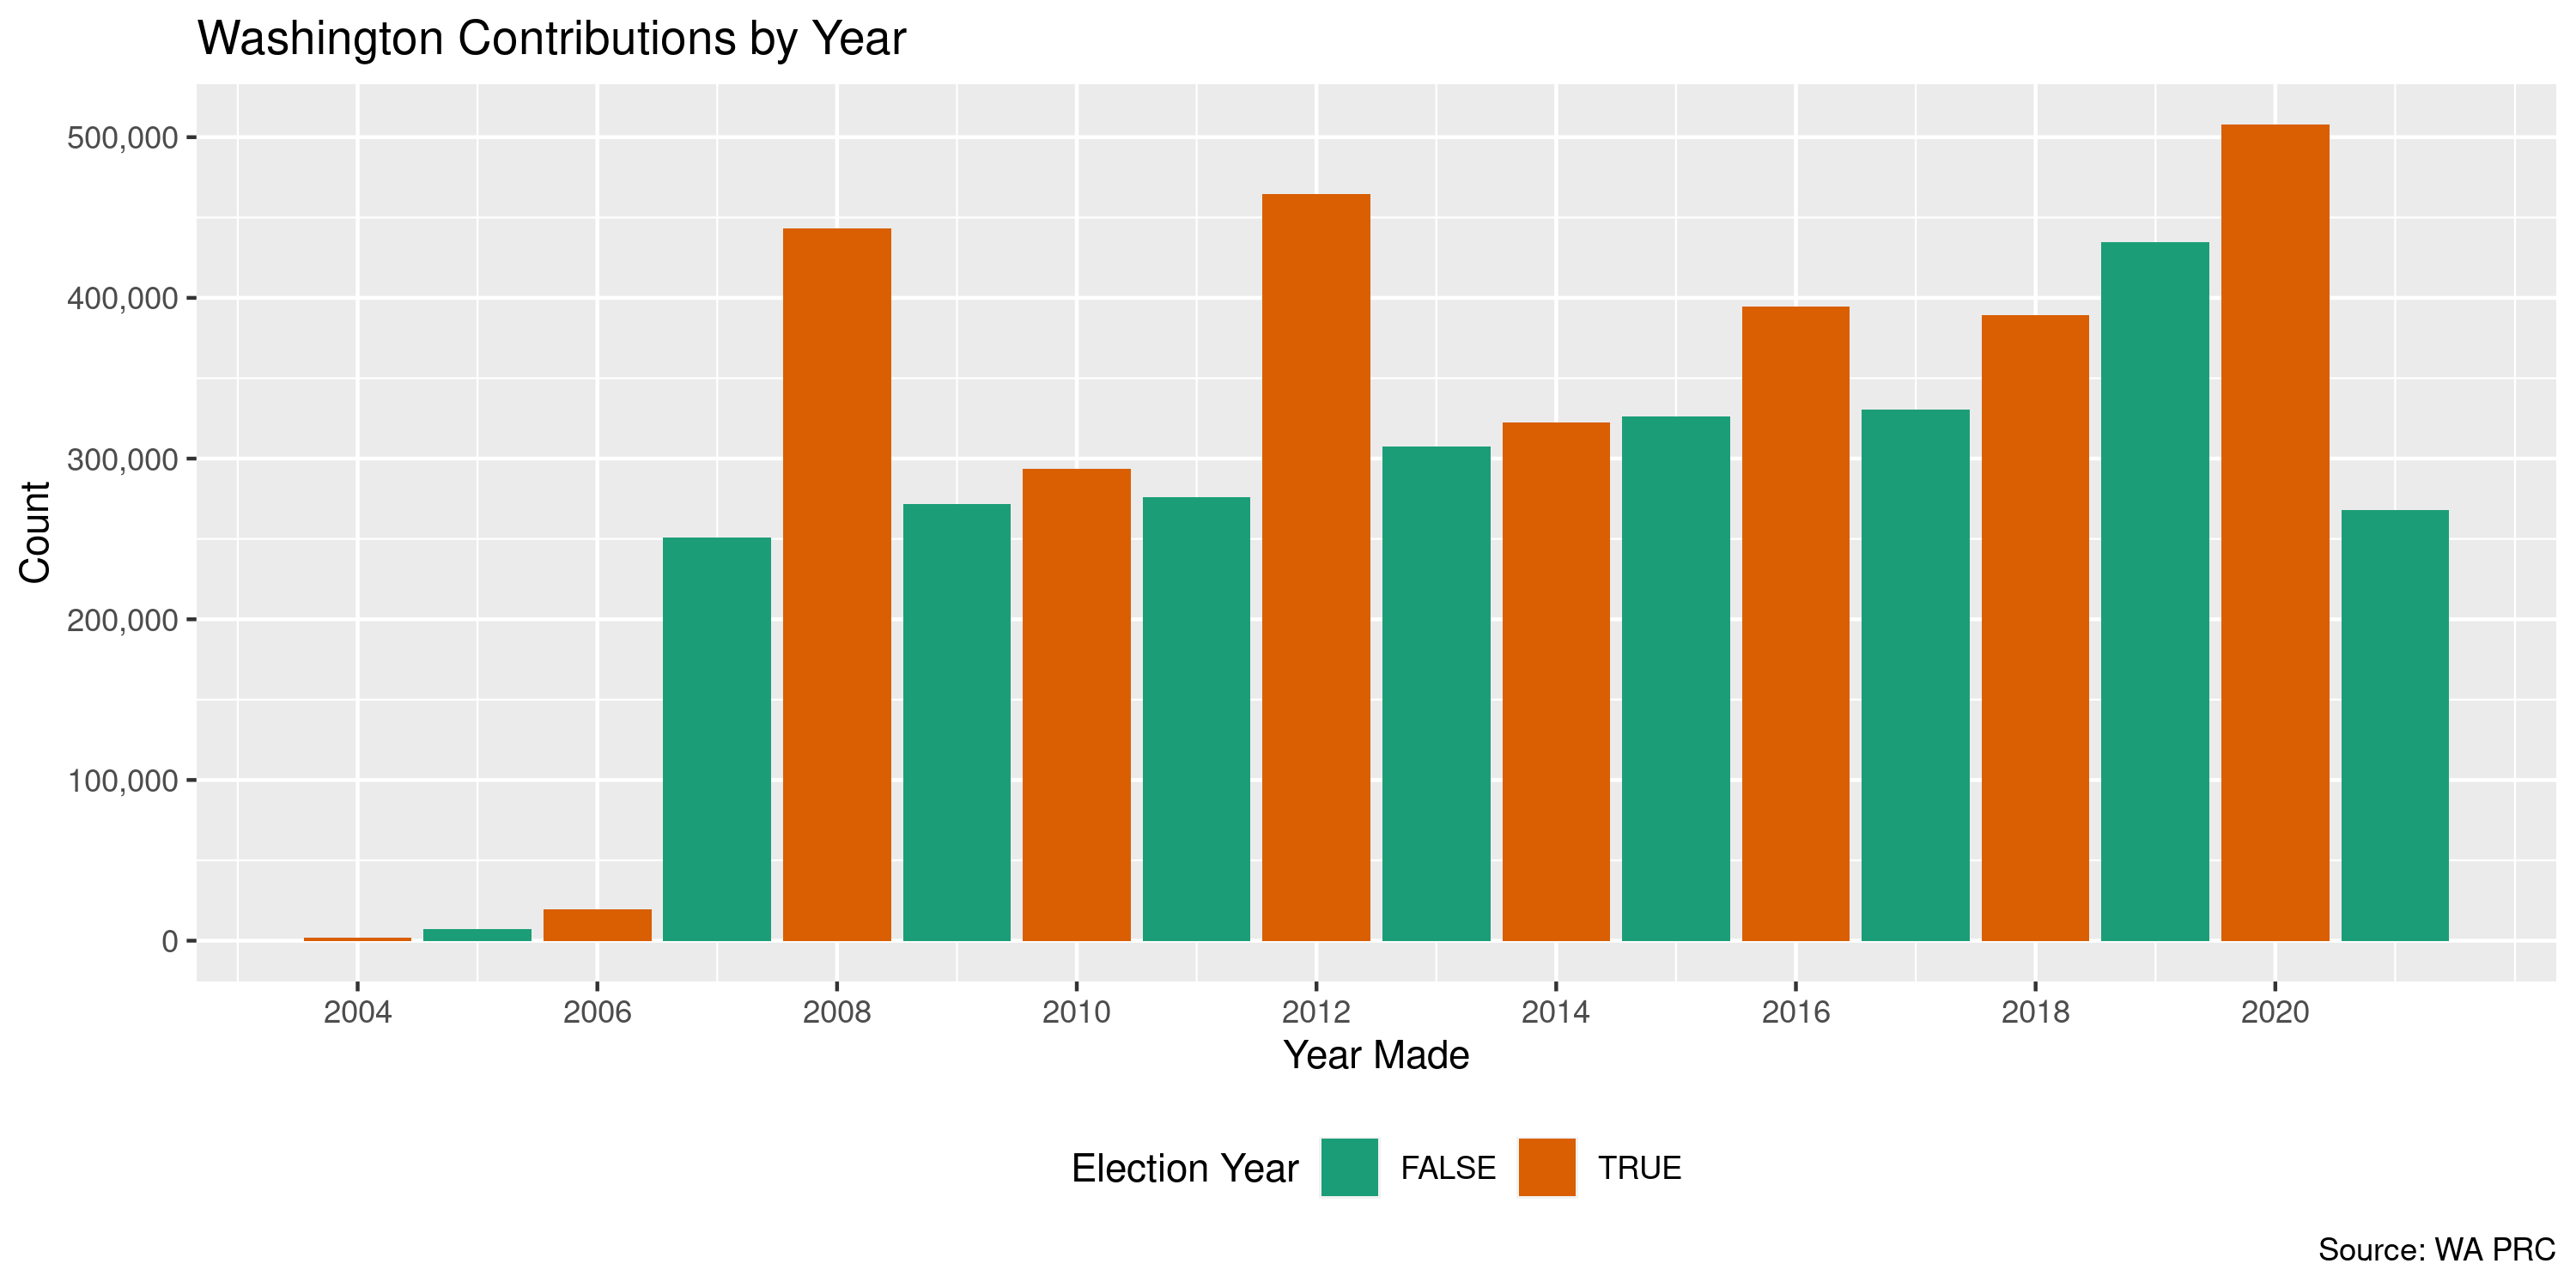 Washington Contributions by Year
500,000
400,000
300,000
200,000
100,000
0
Count
2004 2006 2008 2010 2012 2014 2016 2018 2020
Year Made
Election Year FALSE TRUE
Source: WA PRC